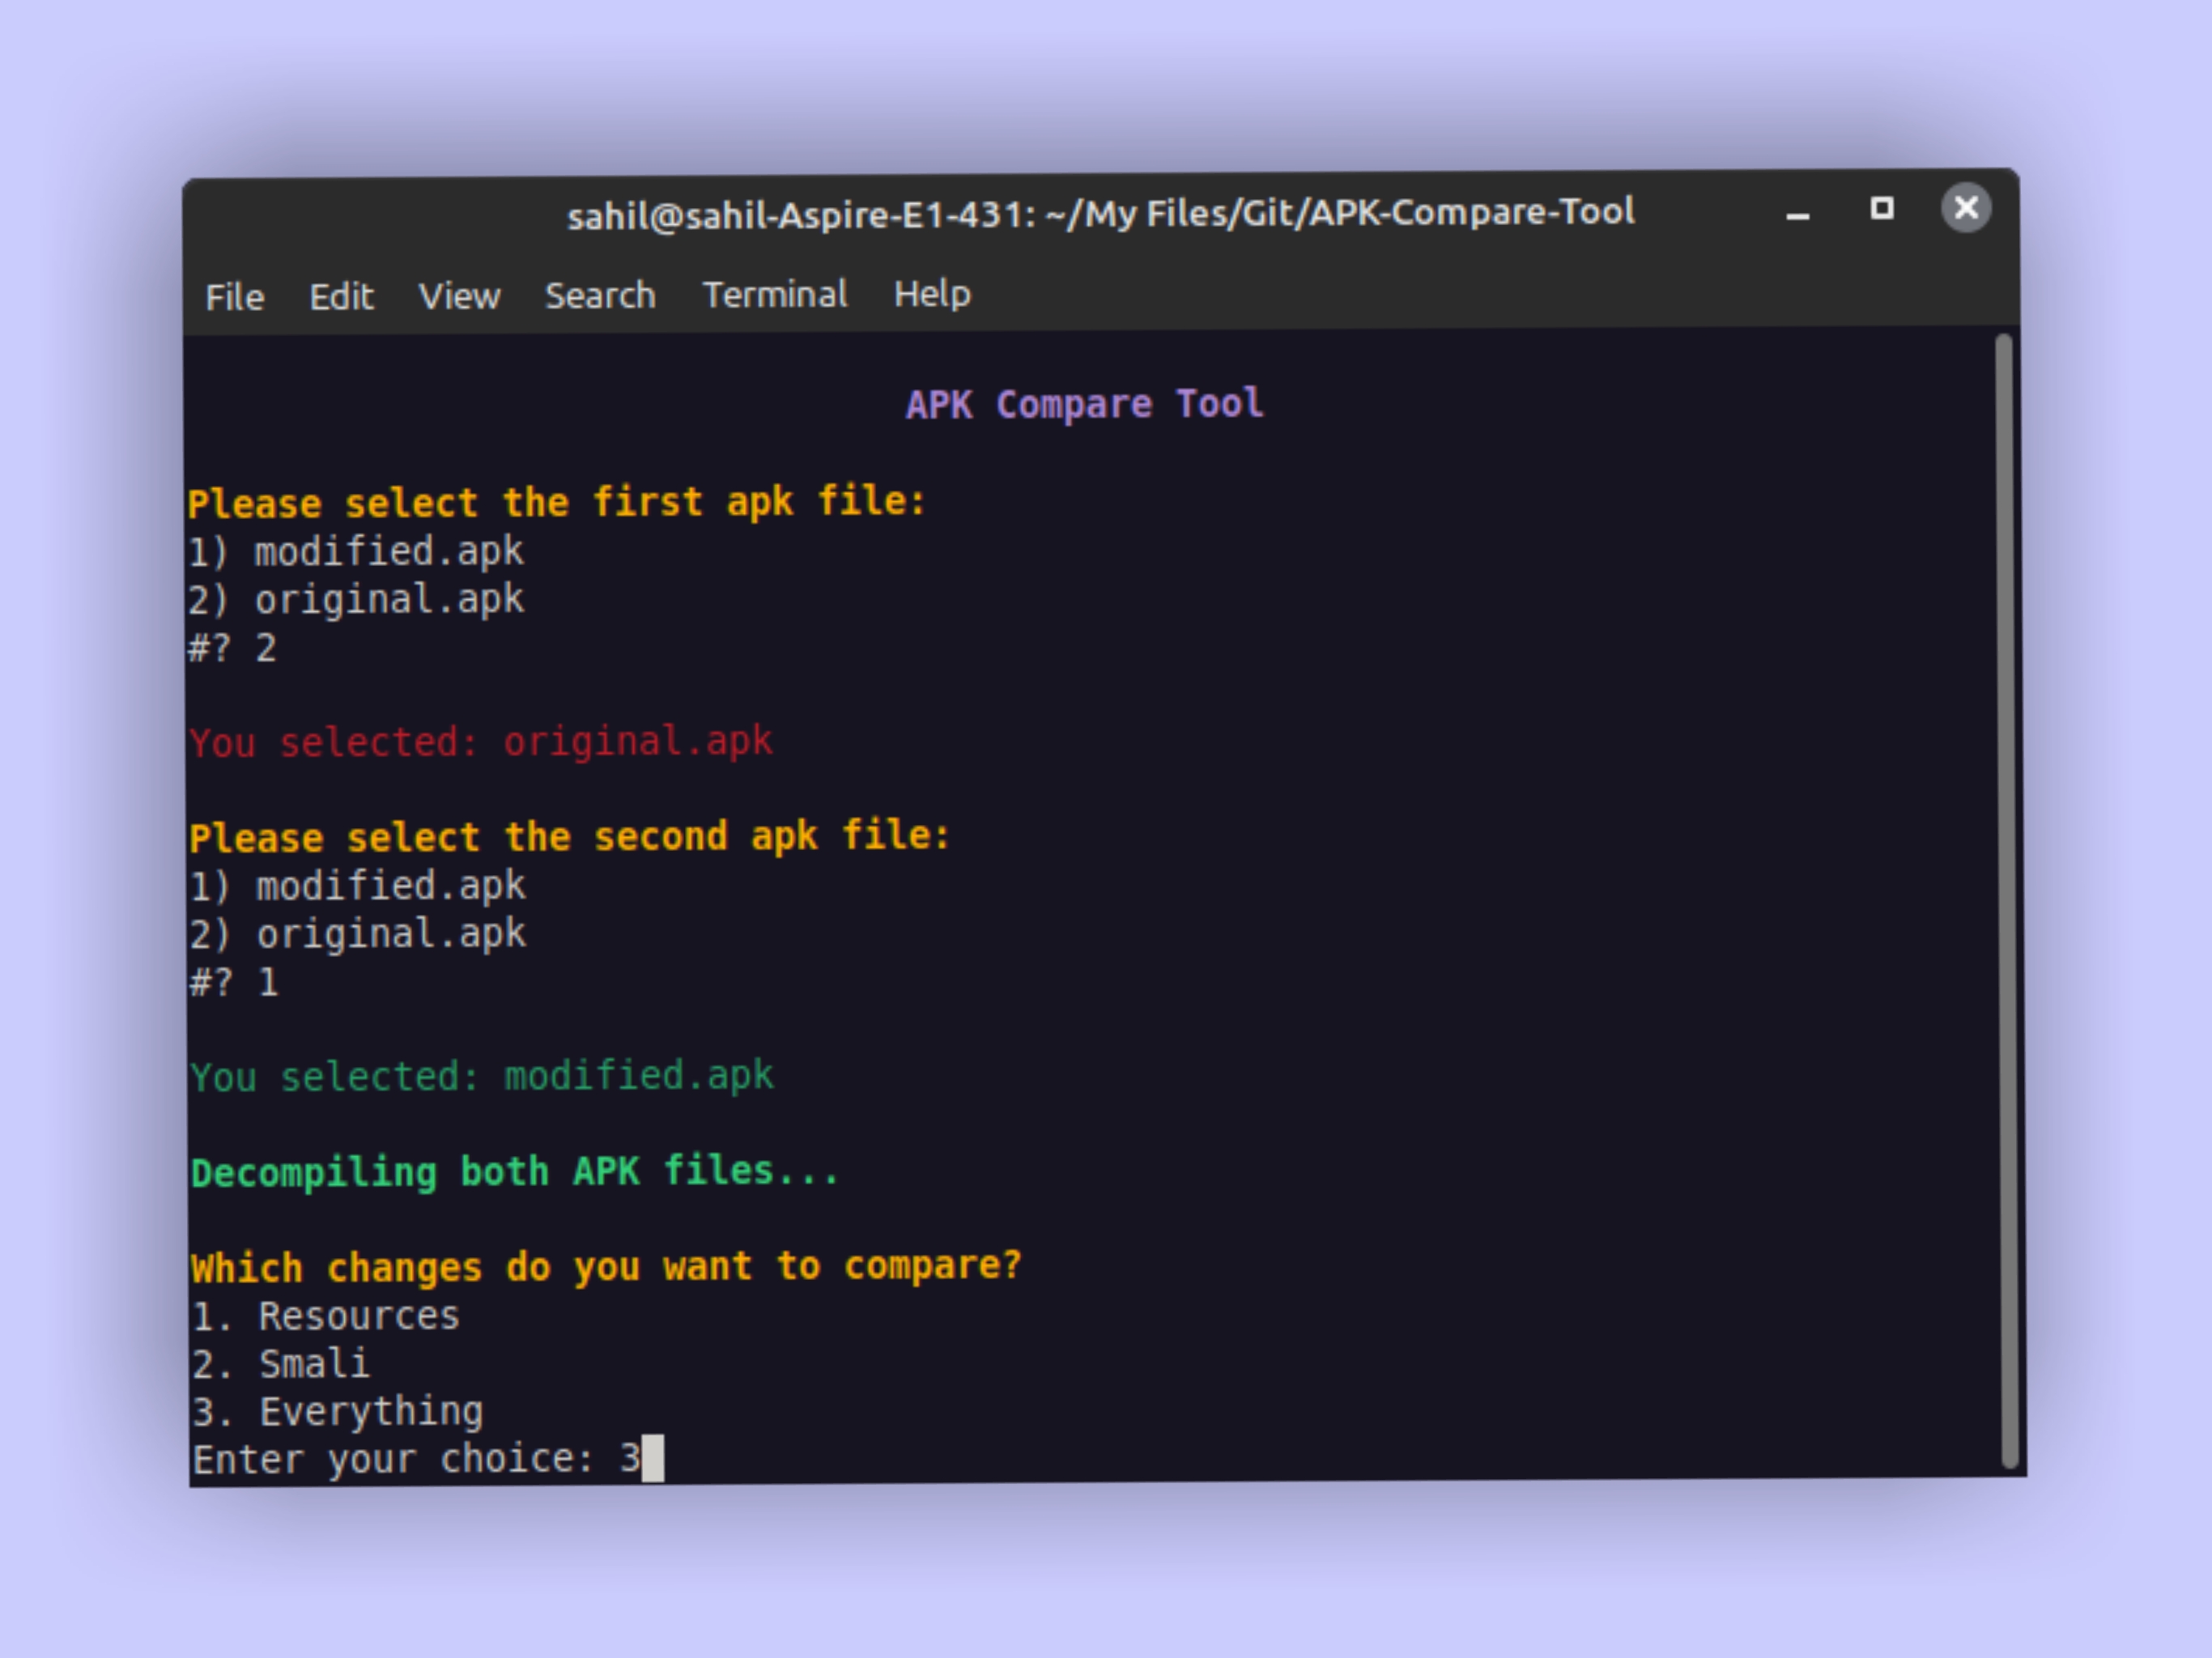 sahil@sahil-Aspire-E1-431: ~/My Files/Git/APK-Compare-Tool
File Edit View Search Terminal Help
APK Compare Tool
Please select the first apk file:
1) modified.apk
2) original.apk
#? 2
You selected: original.apk
Please select the second apk file:
1) modified.apk
2) original.apk
#? 1
You selected: modified.apk
Decompiling both APK files...
Which changes do you want to compare?
1. Resources
2. Smali
3. Everything
Enter your choice: 3